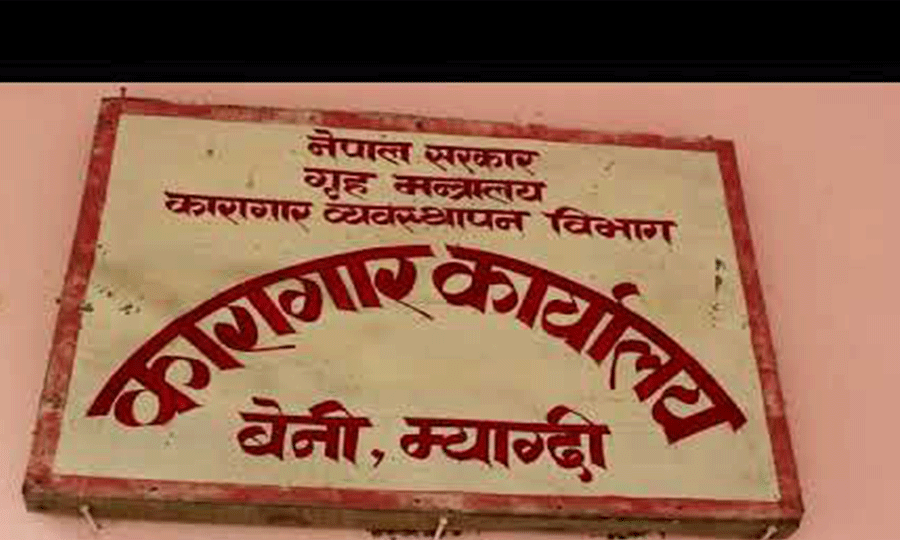 नेपाल सरकार
गृह मन्त्रालय
कारागार व्यवस्थापन विभाग
कारागार कार्यालय
बेनी, म्याग्दी